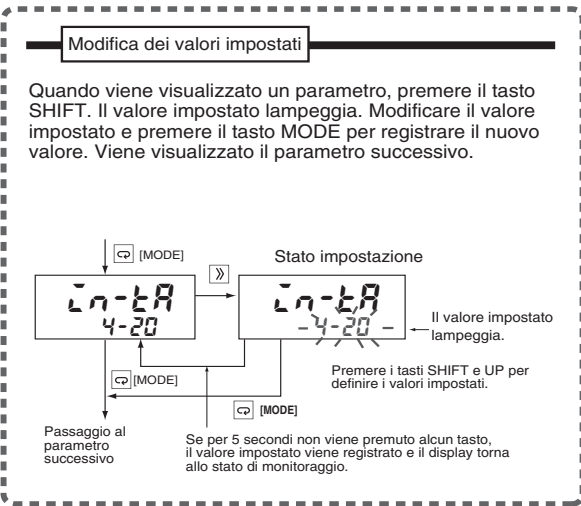 Modifica dei valori impostati
Quando viene visualizzato un parametro, premere il tasto
SHIFT. Il valore impostato lampeggia. Modificare il valore
impostato e premere il tasto MODE per registrare il nuovo
valore. Viene visualizzato il parametro successivo.
[MODE]
Stato impostazione
in-tA
4-20
in-tA
4-20
Il valore impostato
lampeggia.
Premere i tasti SHIFT e UP per
definire i valori impostati.
[MODE]
[MODE]
Passaggio al
parametro
successivo
Se per 5 secondi non viene premuto alcun tasto,
il valore impostato viene registrato e il display torna
allo stato di monitoraggio.